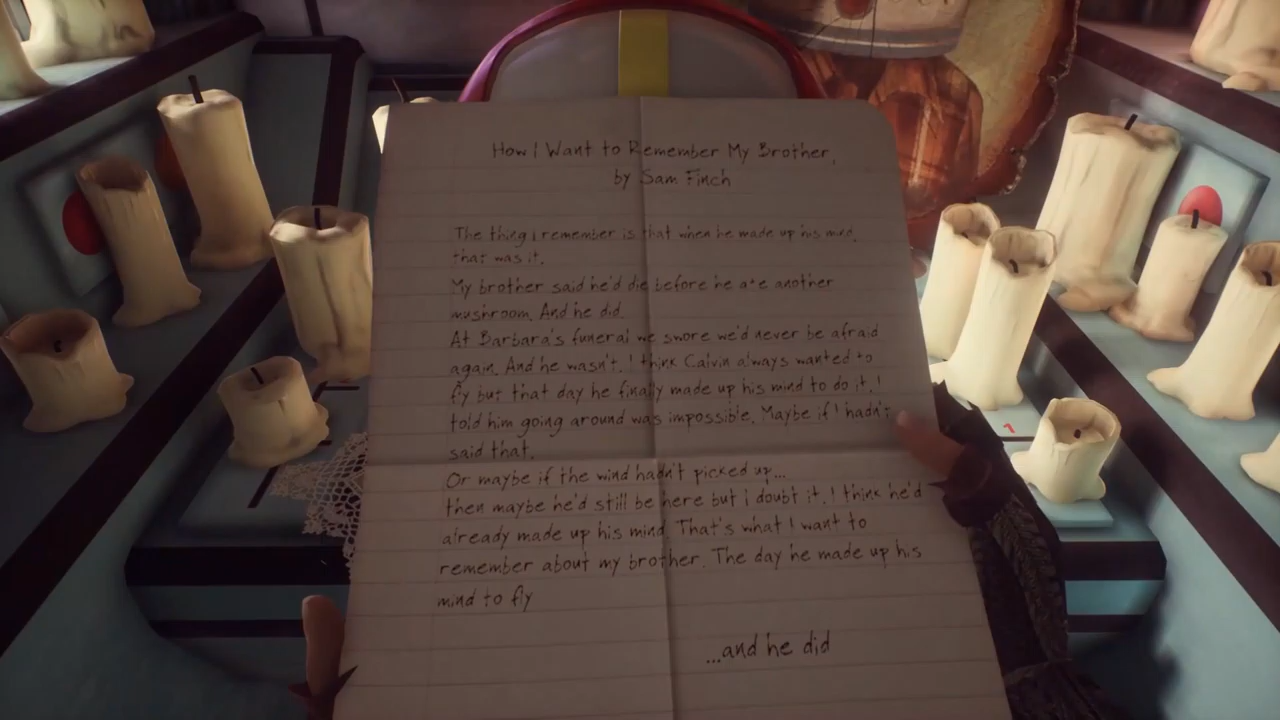 How I Want to Remember My Brother,
by Sam Finch
The thing i remember is that when he made up his mind,
that was it.
My brother said he'd die before he ate another
mushroom. And he did.
At Barbara's funeral we swore we'd never be afraid
again. And he wasn't. I think Calvin always wanted to
fly but that day he finally made up his mind to do it. I
told him going around was impossible. Maybe if I hadn't
said that.
Or maybe if the wind hadn't picked up...
then maybe he'd still be here but i doubt it. I think he'd
already made up his mind. That's what I want to
remember about my brother. The day he made up his
mind to fly
...and he did